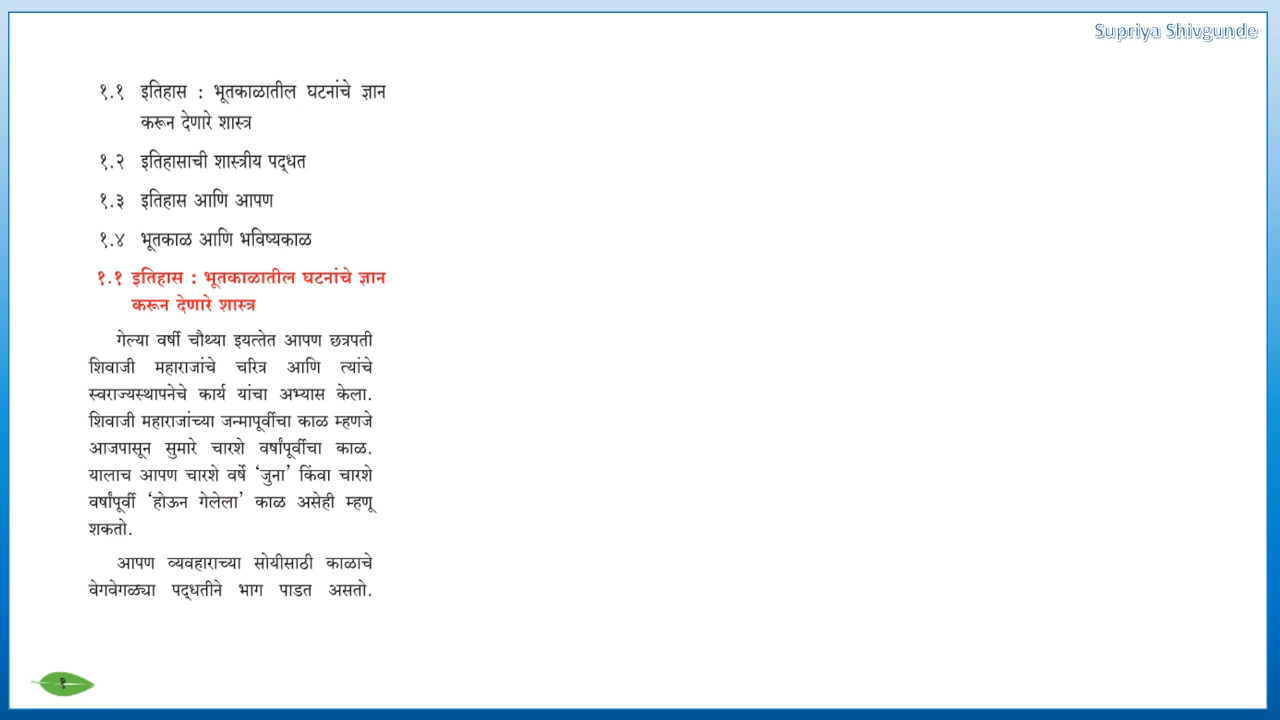 Supriya Shivgunde
१.१ इतिहास : भूतकाळातील घटनांचे ज्ञान
करून देणारे शास्त्र
१.२ इतिहासाची शास्त्रीय पद्धत
१.३ इतिहास आणि आपण
१.४ भूतकाळ आणि भविष्यकाळ
१.१ इतिहास : भूतकाळातील घटनांचे ज्ञान
करून देणारे शास्त्र
गेल्या वर्षी चौथ्या इयत्तेत आपण छत्रपती
शिवाजी महाराजांचे चरित्र आणि त्यांचे
स्वराज्यस्थापनेचे कार्य यांचा अभ्यास केला.
शिवाजी महाराजांच्या जन्मापूर्वीचा काळ म्हणजे
आजपासून सुमारे चारशे वर्षांपूर्वीचा काळ.
यालाच आपण चारशे वर्षे ‘जुना’ किंवा चारशे
वर्षांपूर्वी ‘होऊन गेलेला’ काळ असेही म्हणू
शकतो.
आपण व्यवहाराच्या सोयीसाठी काळाचे
वेगवेगळ्या पद्धतीने भाग पाडत असतो.
१